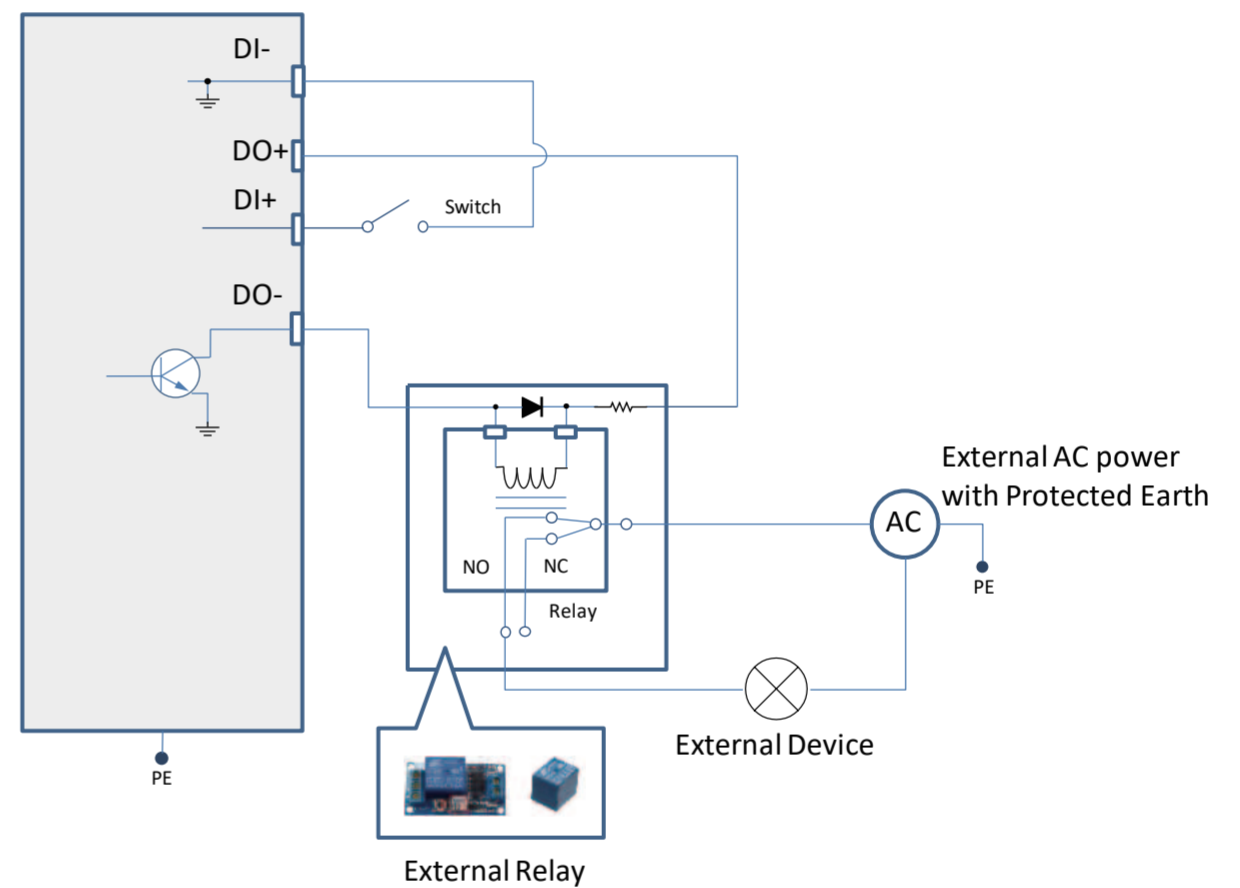 DI-
DO+
DI+
Switch
DO-
External AC power
with Protected Earth
AC
PE
NO
NC
Relay
External Device
PE
External Relay